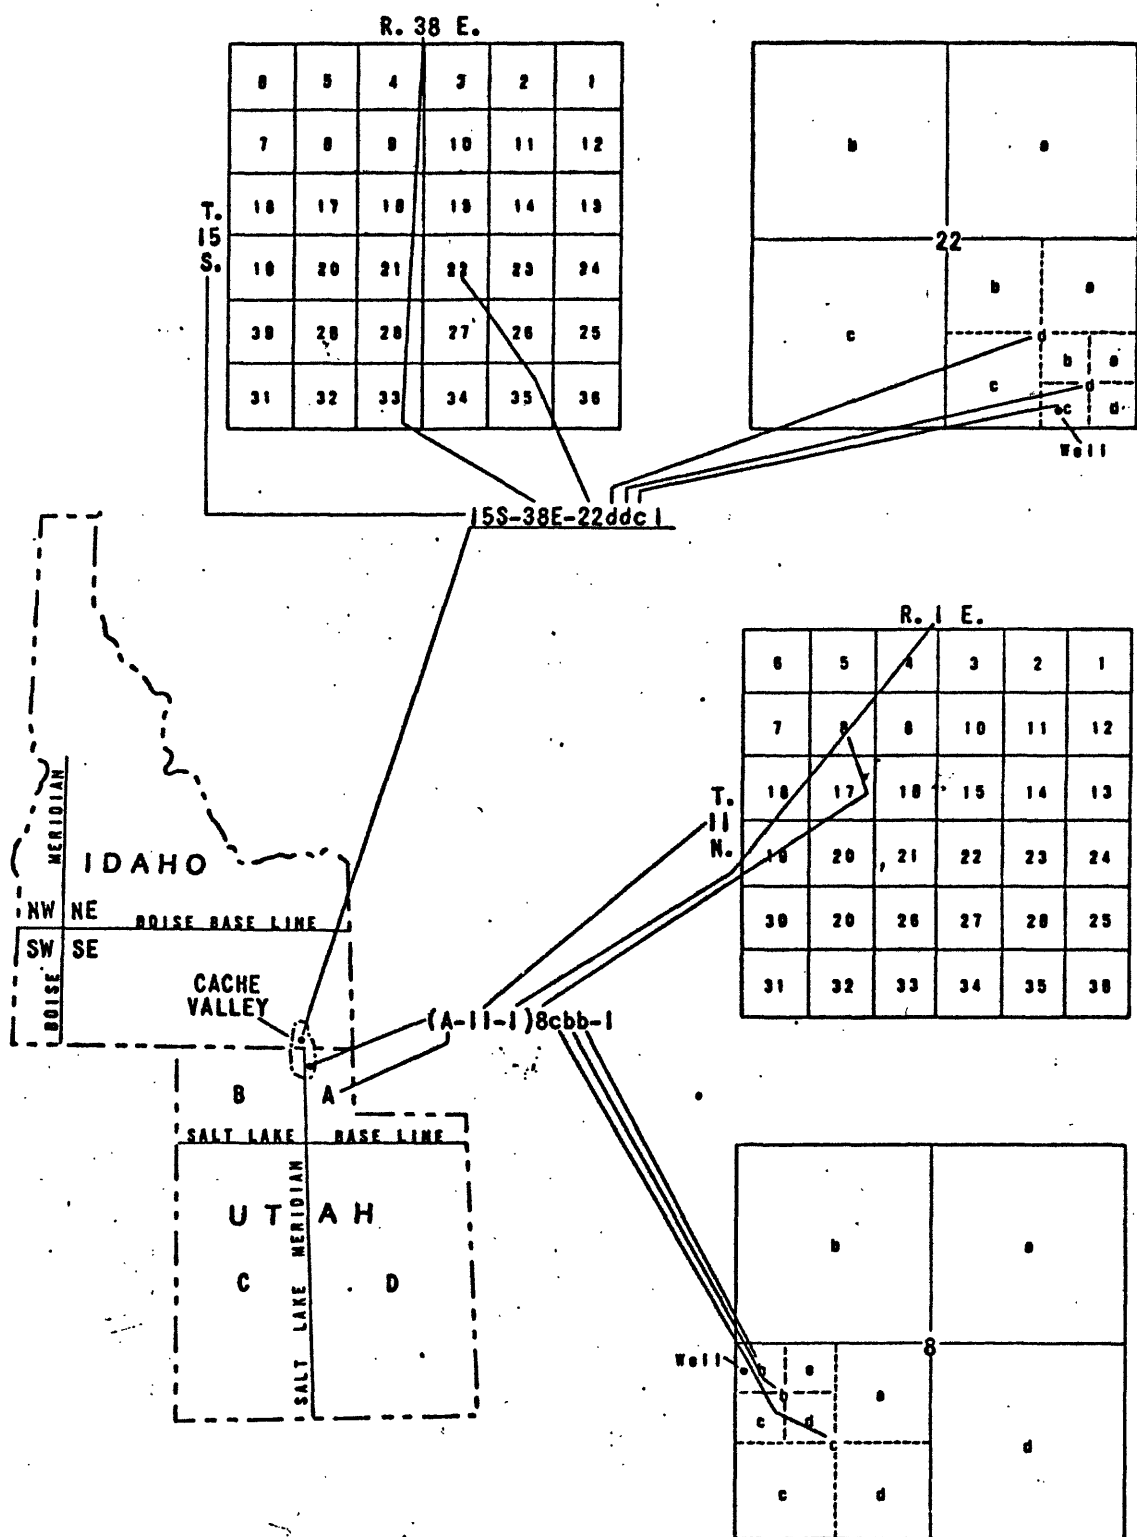 R. 38 E.
6 5 4 3 2 1
7 8 9 10 11 12
18 17 16 15 14 13
T. 15 S.
19 20 21 22 23 24
30 29 28 27 26 25
31 32 33 34 35 36
b a
22
b a
c d
b a
c d
c d
Well
15S-38E-22ddc1
R. 1 E.
6 5 4 3 2 1
7 8 9 10 11 12
18 17 16 15 14 13
T. 11 N.
19 20 21 22 23 24
30 29 28 27 26 25
31 32 33 34 35 36
MERIDIAN
IDAHO
NW NE
BOISE BASE LINE
SW SE
BOISE
CACHE
VALLEY
(A-11-1)8cbb-1
B A
SALT LAKE BASE LINE
UTAH
SALT LAKE MERIDIAN
C D
b a
8
Well b a
b a
c d
c
d
c d